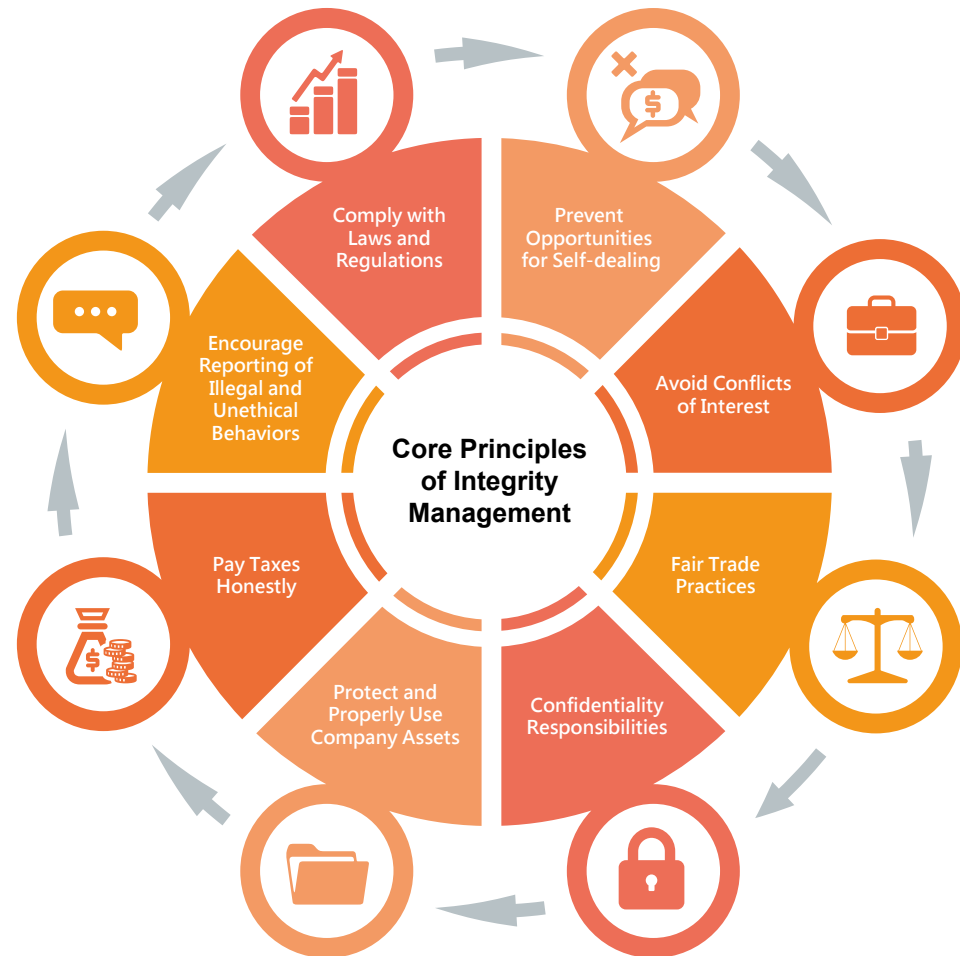 Comply with
Laws and
Regulations
Prevent
Opportunities
for Self-dealing
Avoid Conflicts
of Interest
Fair Trade
Practices
Confidentiality
Responsibilities
Protect and
Properly Use
Company Assets
Pay Taxes
Honestly
Encourage
Reporting of
Illegal and
Unethical
Behaviors
Core Principles
of Integrity
Management
$
$